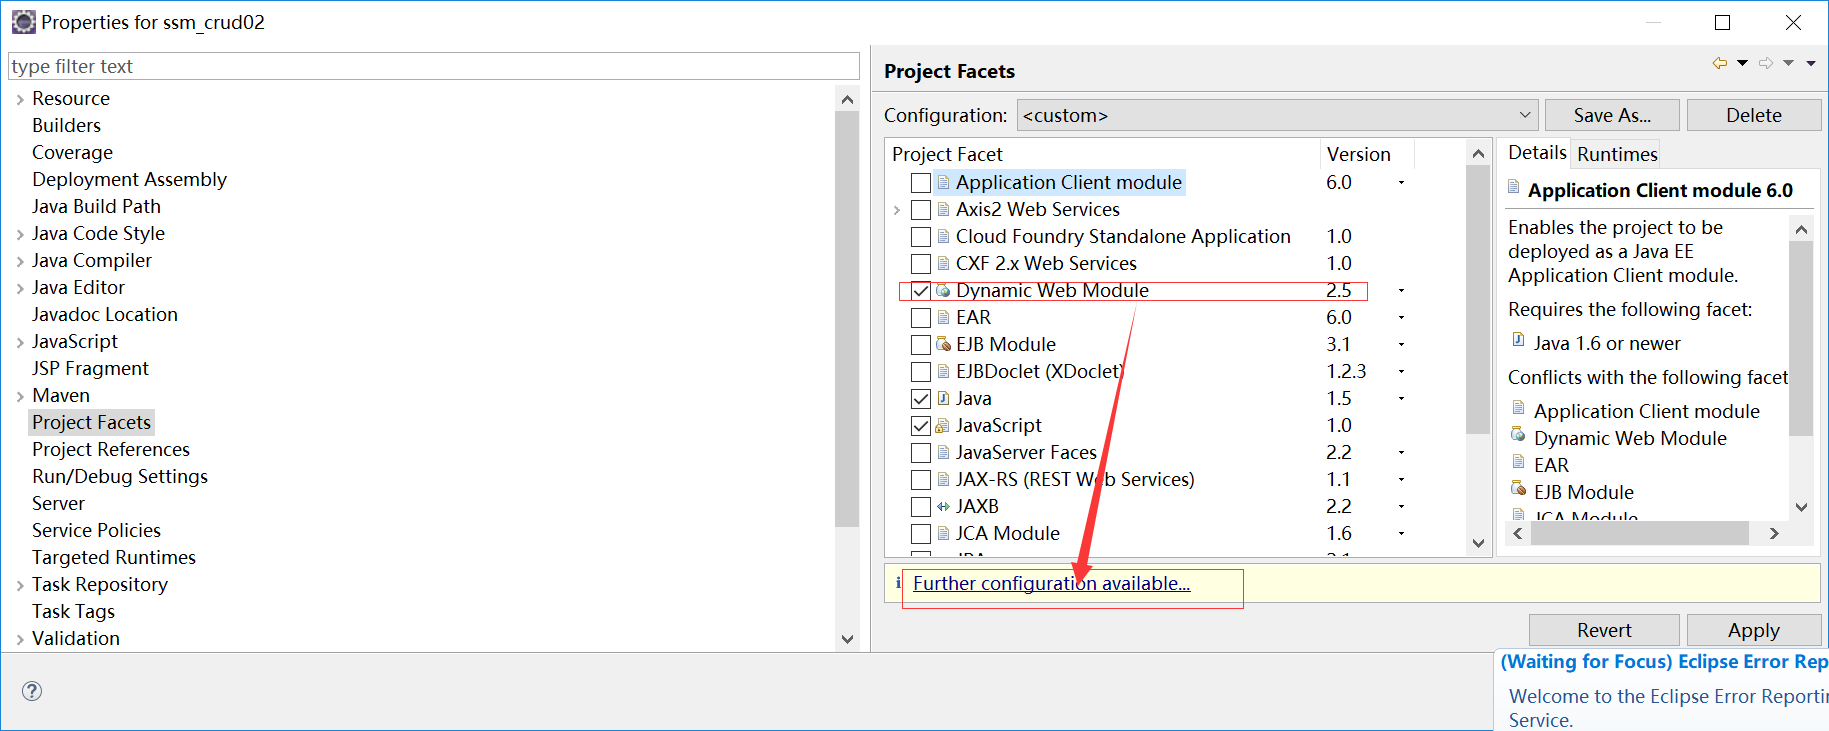 Properties for ssm_crud02
type filter text
Resource
Builders
Coverage
Deployment Assembly
Java Build Path
Java Code Style
Java Compiler
Java Editor
Javadoc Location
JavaScript
JSP Fragment
Maven
Project Facets
Project References
Run/Debug Settings
Server
Service Policies
Targeted Runtimes
Task Repository
Task Tags
Validation
Project Facets
Configuration: <custom> Save As... Delete
Project Facet Version
Application Client module 6.0
Axis2 Web Services
Cloud Foundry Standalone Application 1.0
CXF 2.x Web Services 1.0
Dynamic Web Module 2.5
EAR 6.0
EJB Module 3.1
EJBDoclet (XDoclet) 1.2.3
Java 1.5
JavaScript 1.0
JavaServer Faces 2.2
JAX-RS (REST Web Services) 1.1
JAXB 2.2
JCA Module 1.6
Details Runtimes
Application Client module 6.0
Enables the project to be
deployed as a Java EE
Application Client module.
Requires the following facet:
Java 1.6 or newer
Conflicts with the following facet
Application Client module
Dynamic Web Module
EAR
EJB Module
JCA Module
Further configuration available...
Revert Apply
(Waiting for Focus) Eclipse Error Rep
Welcome to the Eclipse Error Reportin
Service.